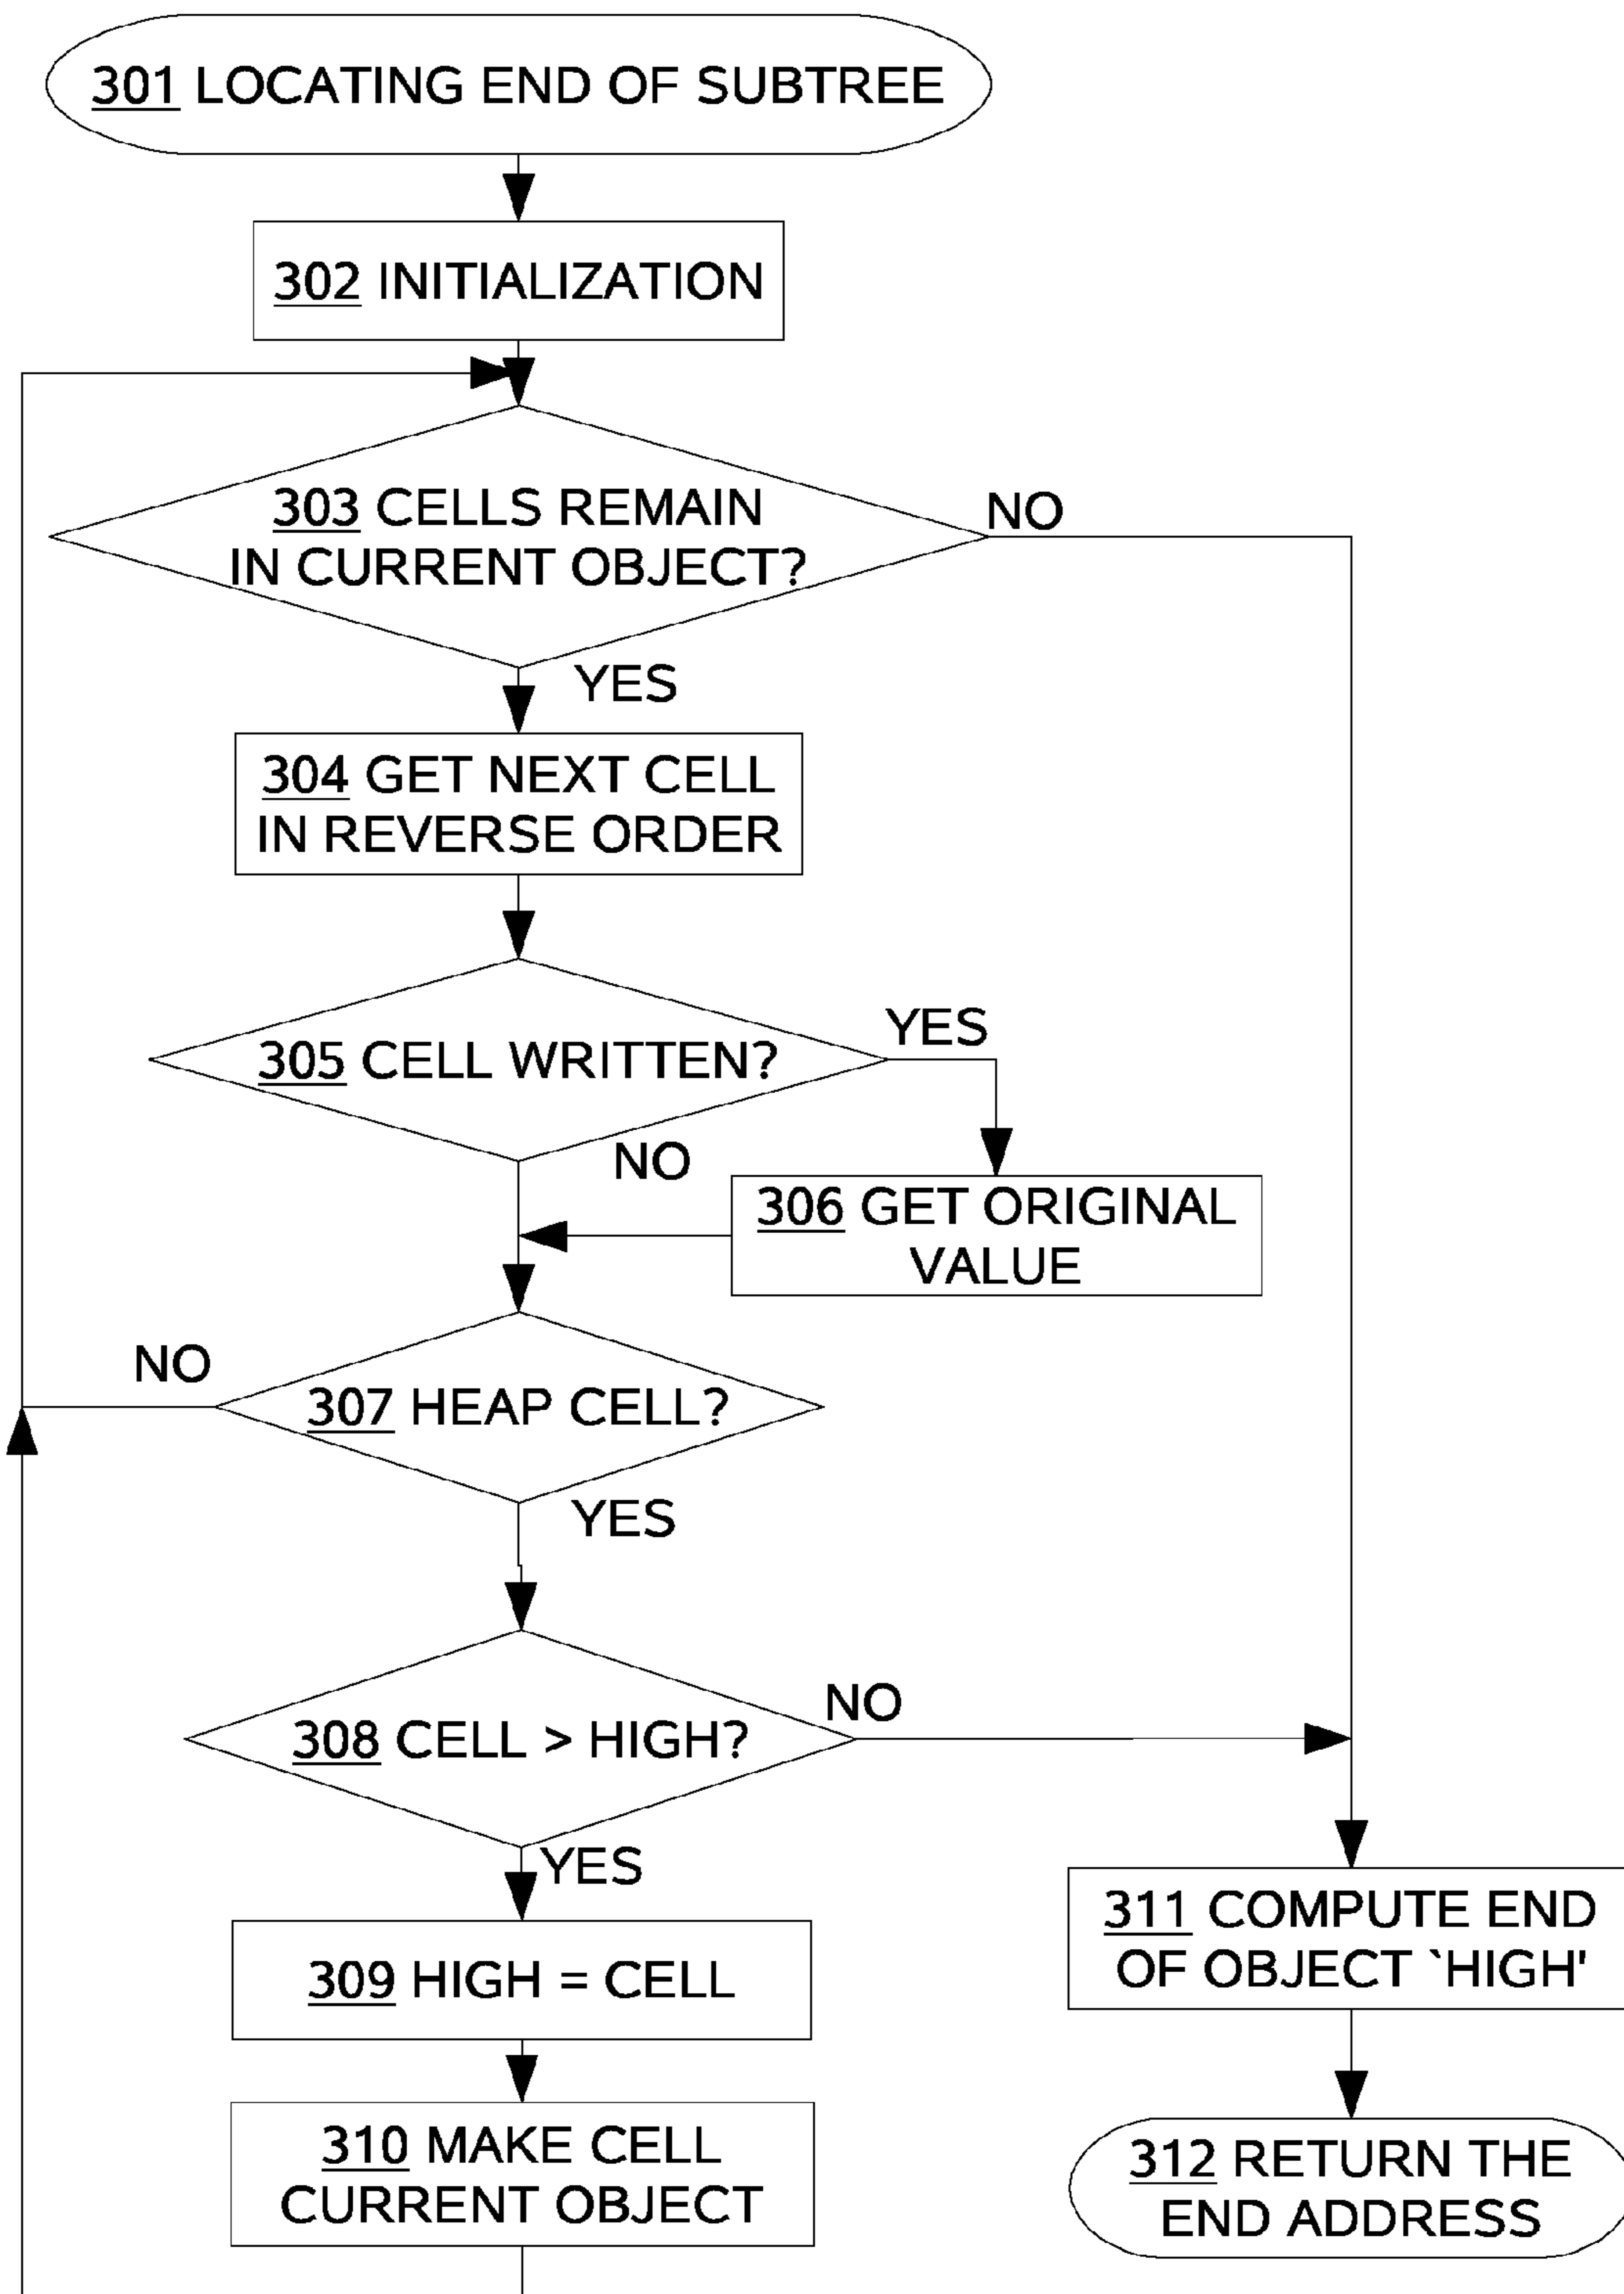 301 LOCATING END OF SUBTREE
302 INITIALIZATION
303 CELLS REMAIN
IN CURRENT OBJECT?
NO
YES
304 GET NEXT CELL
IN REVERSE ORDER
305 CELL WRITTEN?
YES
NO
306 GET ORIGINAL
VALUE
307 HEAP CELL?
NO
YES
308 CELL > HIGH?
NO
YES
309 HIGH = CELL
310 MAKE CELL
CURRENT OBJECT
311 COMPUTE END
OF OBJECT `HIGH'
312 RETURN THE
END ADDRESS